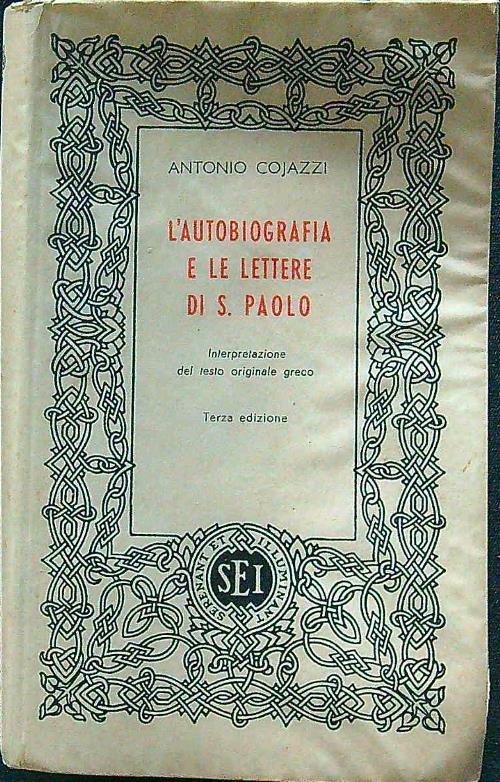 ANTONIO COJAZZI
L'AUTOBIOGRAFIA
E LE LETTERE
DI S. PAOLO
Interpretazione
del testo originale greco
Terza edizione
SERENANT ET ILLUMINANT
SEI